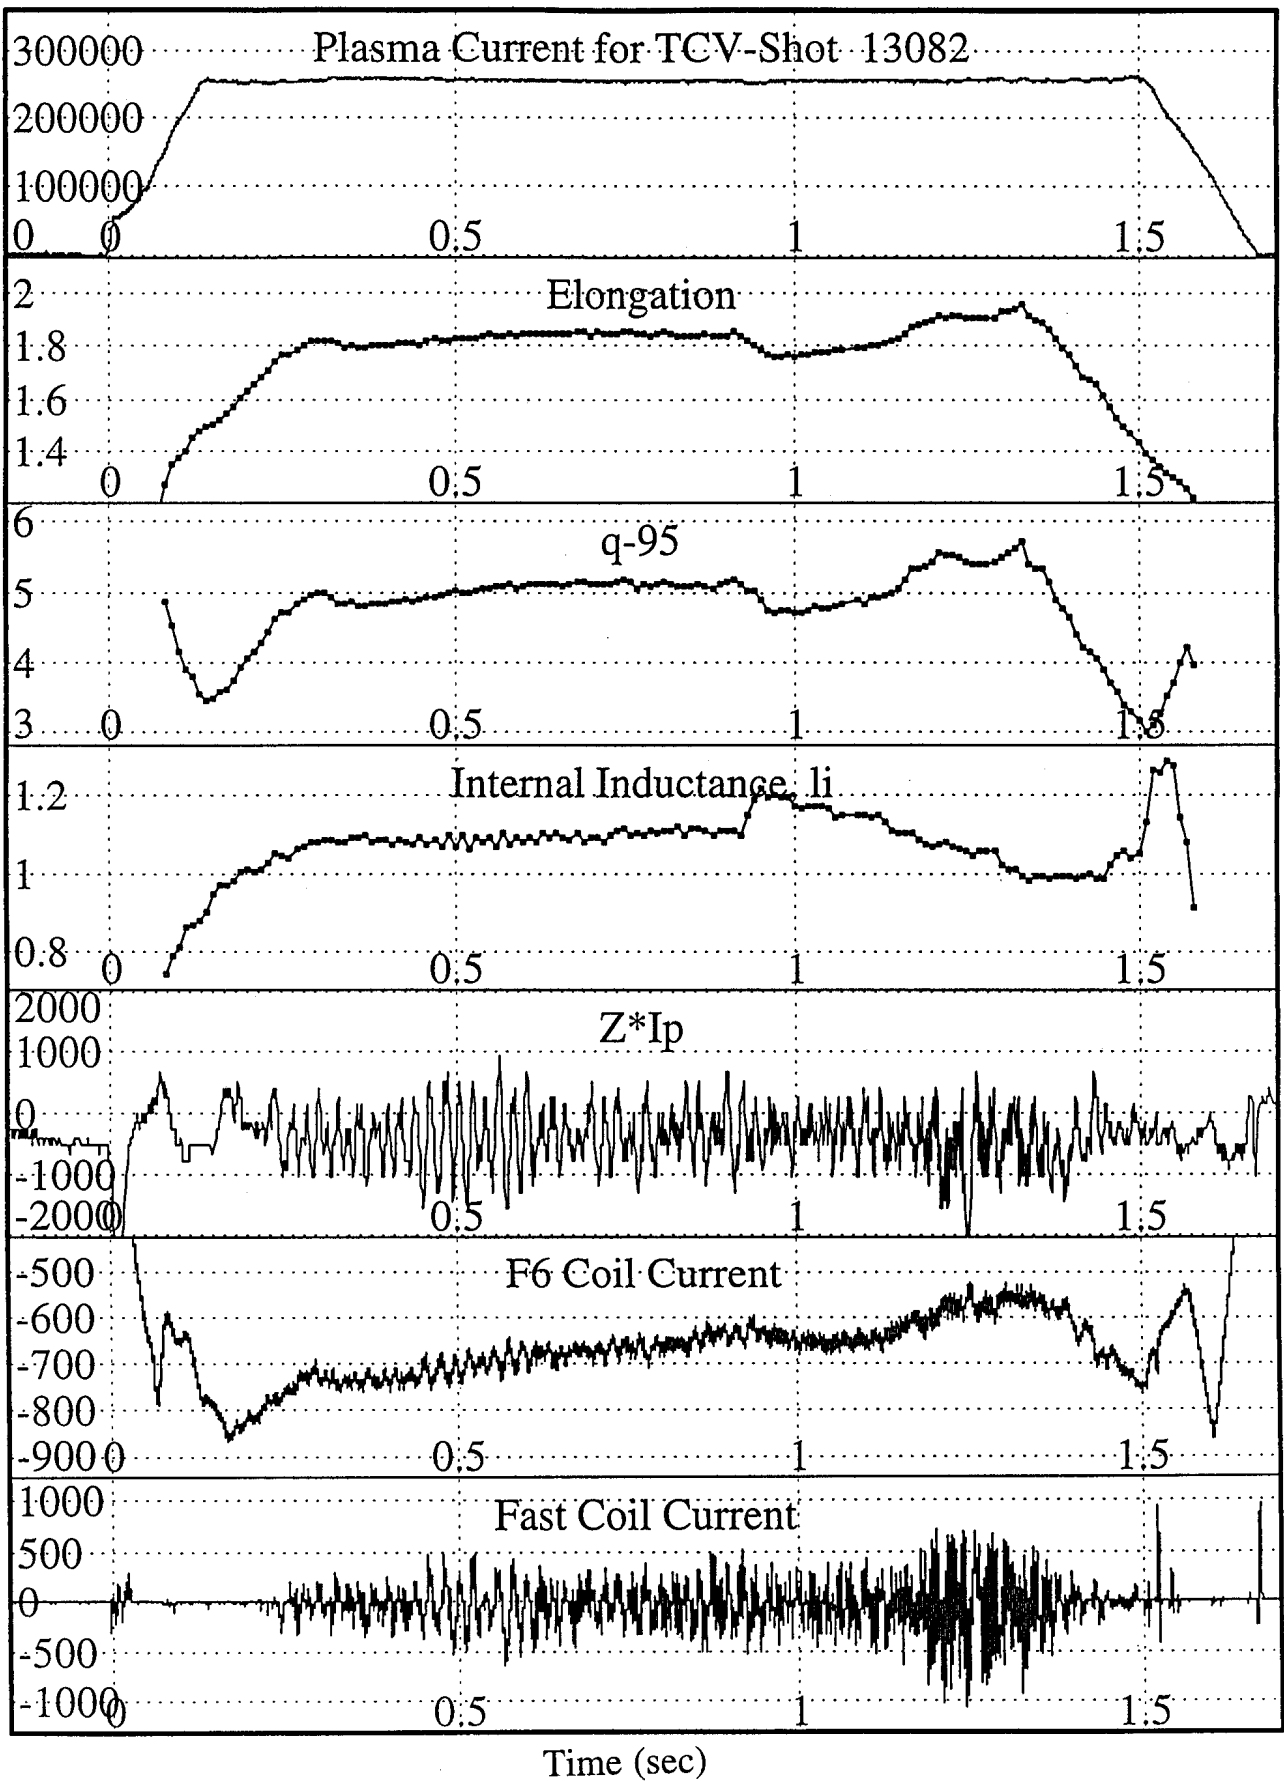 300000 Plasma Current for TCV-Shot 13082
200000
100000
0 0 0.5 1 1.5
2 Elongation
1.8
1.6
1.4
0 0.5 1 1.5
6
q-95
5
4
3 0 0.5 1 1.5
1.2 Internal Inductance li
1
0.8 0 0.5 1 1.5
2000 Z*Ip
1000
0
-1000
-2000 0 0.5 1 1.5
-500 F6 Coil Current
-600
-700
-800
-900 0 0.5 1 1.5
1000 Fast Coil Current
500
0
-500
-1000 0 0.5 1 1.5
Time (sec)